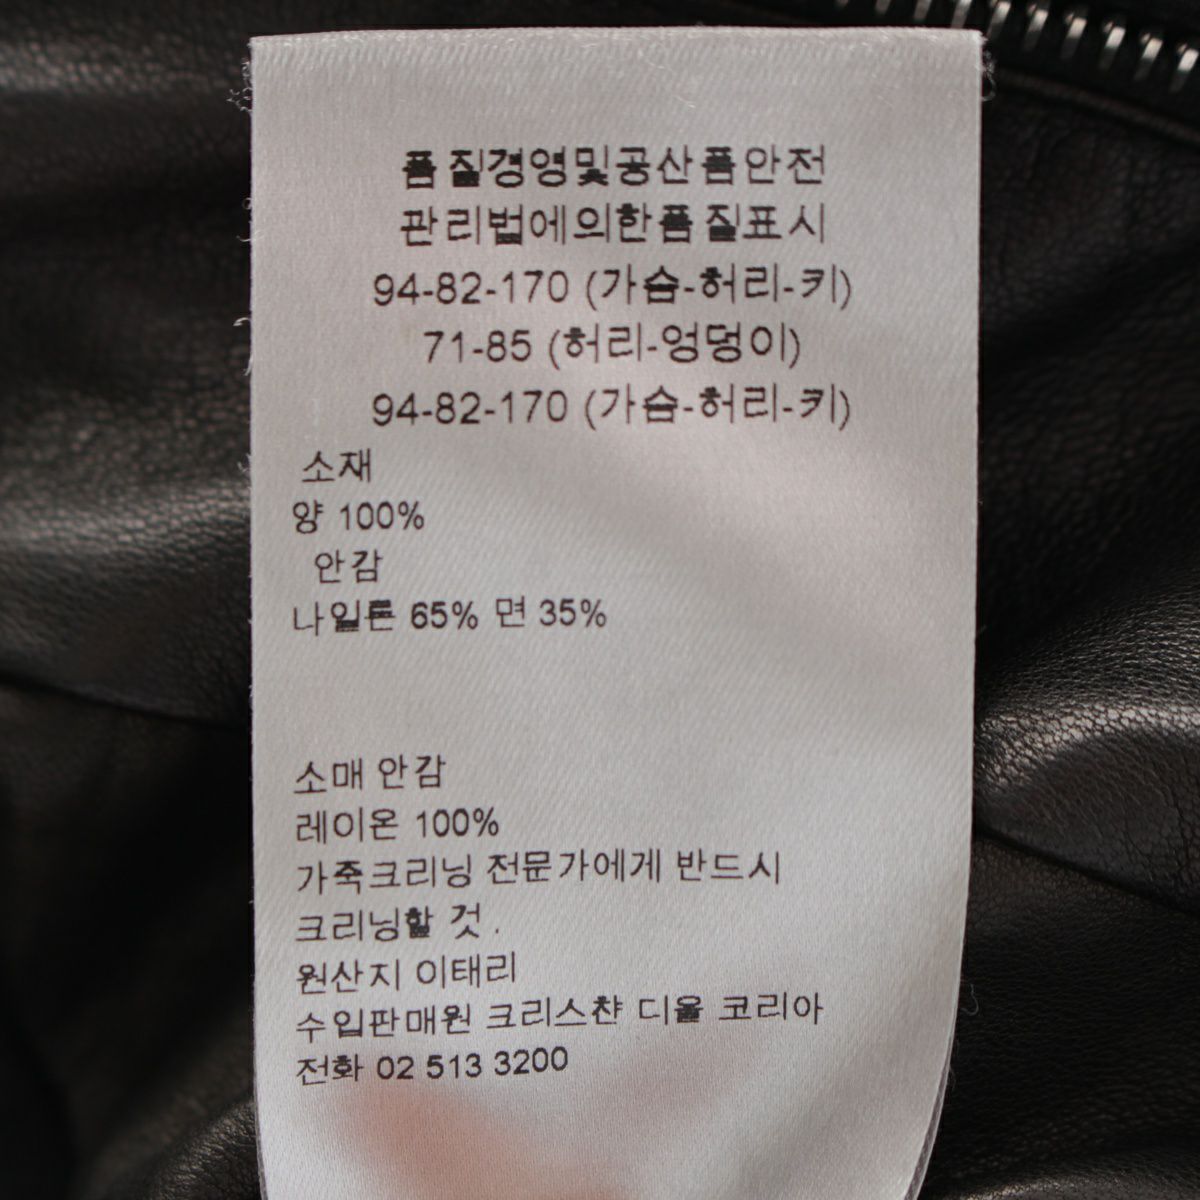 품질경영및공산품안전
관리법에의한품질표시
94-82-170 (가슴-허리-키)
71-85 (허리-엉덩이)
94-82-170 (가슴-허리-키)
소재
양 100%
안감
나일론 65% 면 35%
소매 안감
레이온 100%
가죽크리닝 전문가에게 반드시
크리닝할 것.
원산지 이태리
수입판매원 크리스챤 디올 코리아
전화 02 513 3200